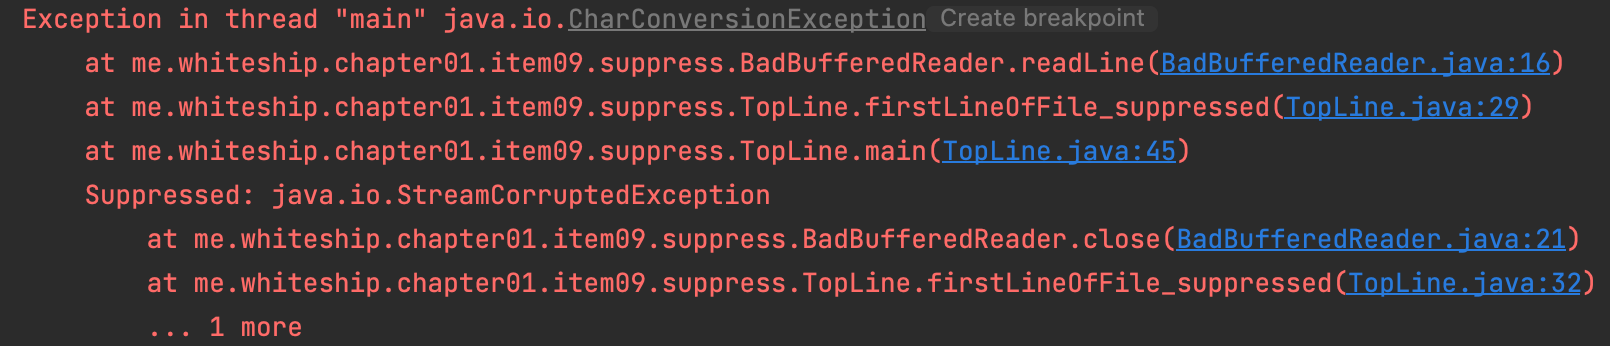 Exception in thread "main" java.io.CharConversionException Create breakpoint
at me.whiteship.chapter01.item09.suppress.BadBufferedReader.readLine(BadBufferedReader.java:16)
at me.whiteship.chapter01.item09.suppress.TopLine.firstLineOfFile_suppressed(TopLine.java:29)
at me.whiteship.chapter01.item09.suppress.TopLine.main(TopLine.java:45)
Suppressed: java.io.StreamCorruptedException
at me.whiteship.chapter01.item09.suppress.BadBufferedReader.close(BadBufferedReader.java:21)
at me.whiteship.chapter01.item09.suppress.TopLine.firstLineOfFile_suppressed(TopLine.java:32)
... 1 more